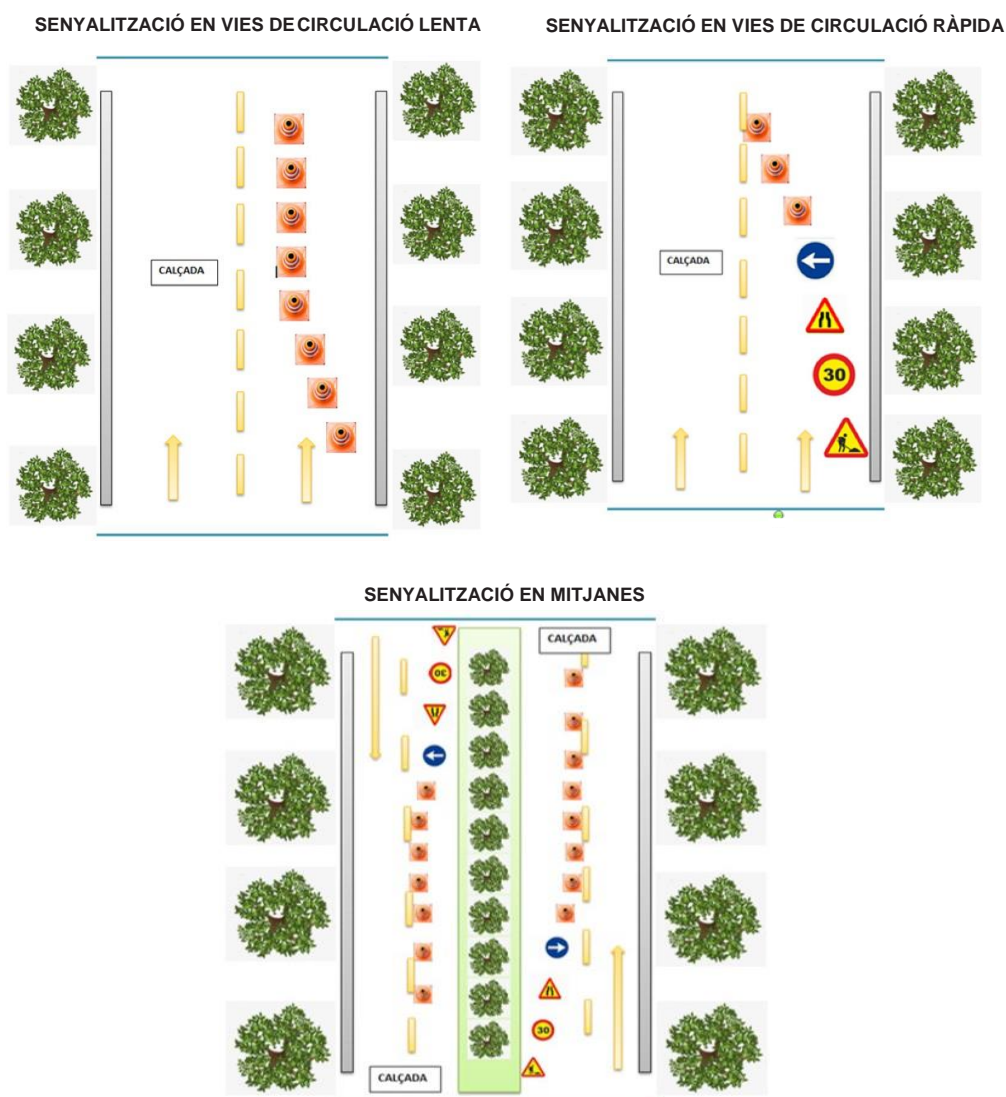 SENYALITZACIÓ EN VIES DE CIRCULACIÓ LENTA
SENYALITZACIÓ EN VIES DE CIRCULACIÓ RÀPIDA
CALÇADA
CALÇADA
30
SENYALITZACIÓ EN MITJANES
CALÇADA
30
30
CALÇADA